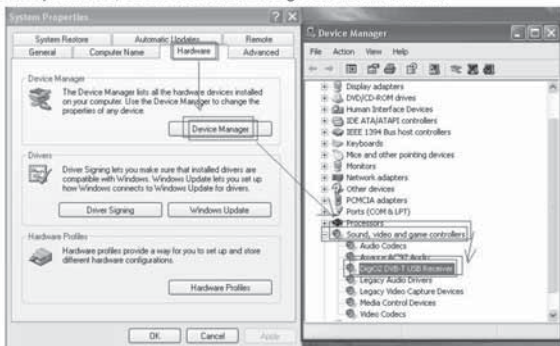 System Properties
System Restore Automatic Updates Remote
General Computer Name Hardware Advanced
Device Manager
The Device Manager lists all the hardware devices installed
on your computer. Use the Device Manager to change the
properties of any device.
Device Manager
Drivers
Driver Signing lets you make sure that installed drivers are
compatible with Windows. Windows Update lets you set up
how Windows connects to Windows Update for drivers.
Driver Signing Windows Update
Hardware Profiles
Hardware profiles provide a way for you to set up and store
different hardware configurations.
Hardware Profiles
OK Cancel Apply
Device Manager
File Action View Help
Display adapters
DVD/CD-ROM drives
Human Interface Devices
IDE ATA/ATAPI controllers
IEEE 1394 Bus host controllers
Keyboards
Mice and other pointing devices
Monitors
Network adapters
Other devices
PCMCIA adapters
Ports (COM & LPT)
Processors
Sound, video and game controllers
Audio Codecs
Audio
DVB-T USB Receiver
Legacy Audio Drivers
Legacy Video Capture Devices
Media Control Devices
Video Codecs